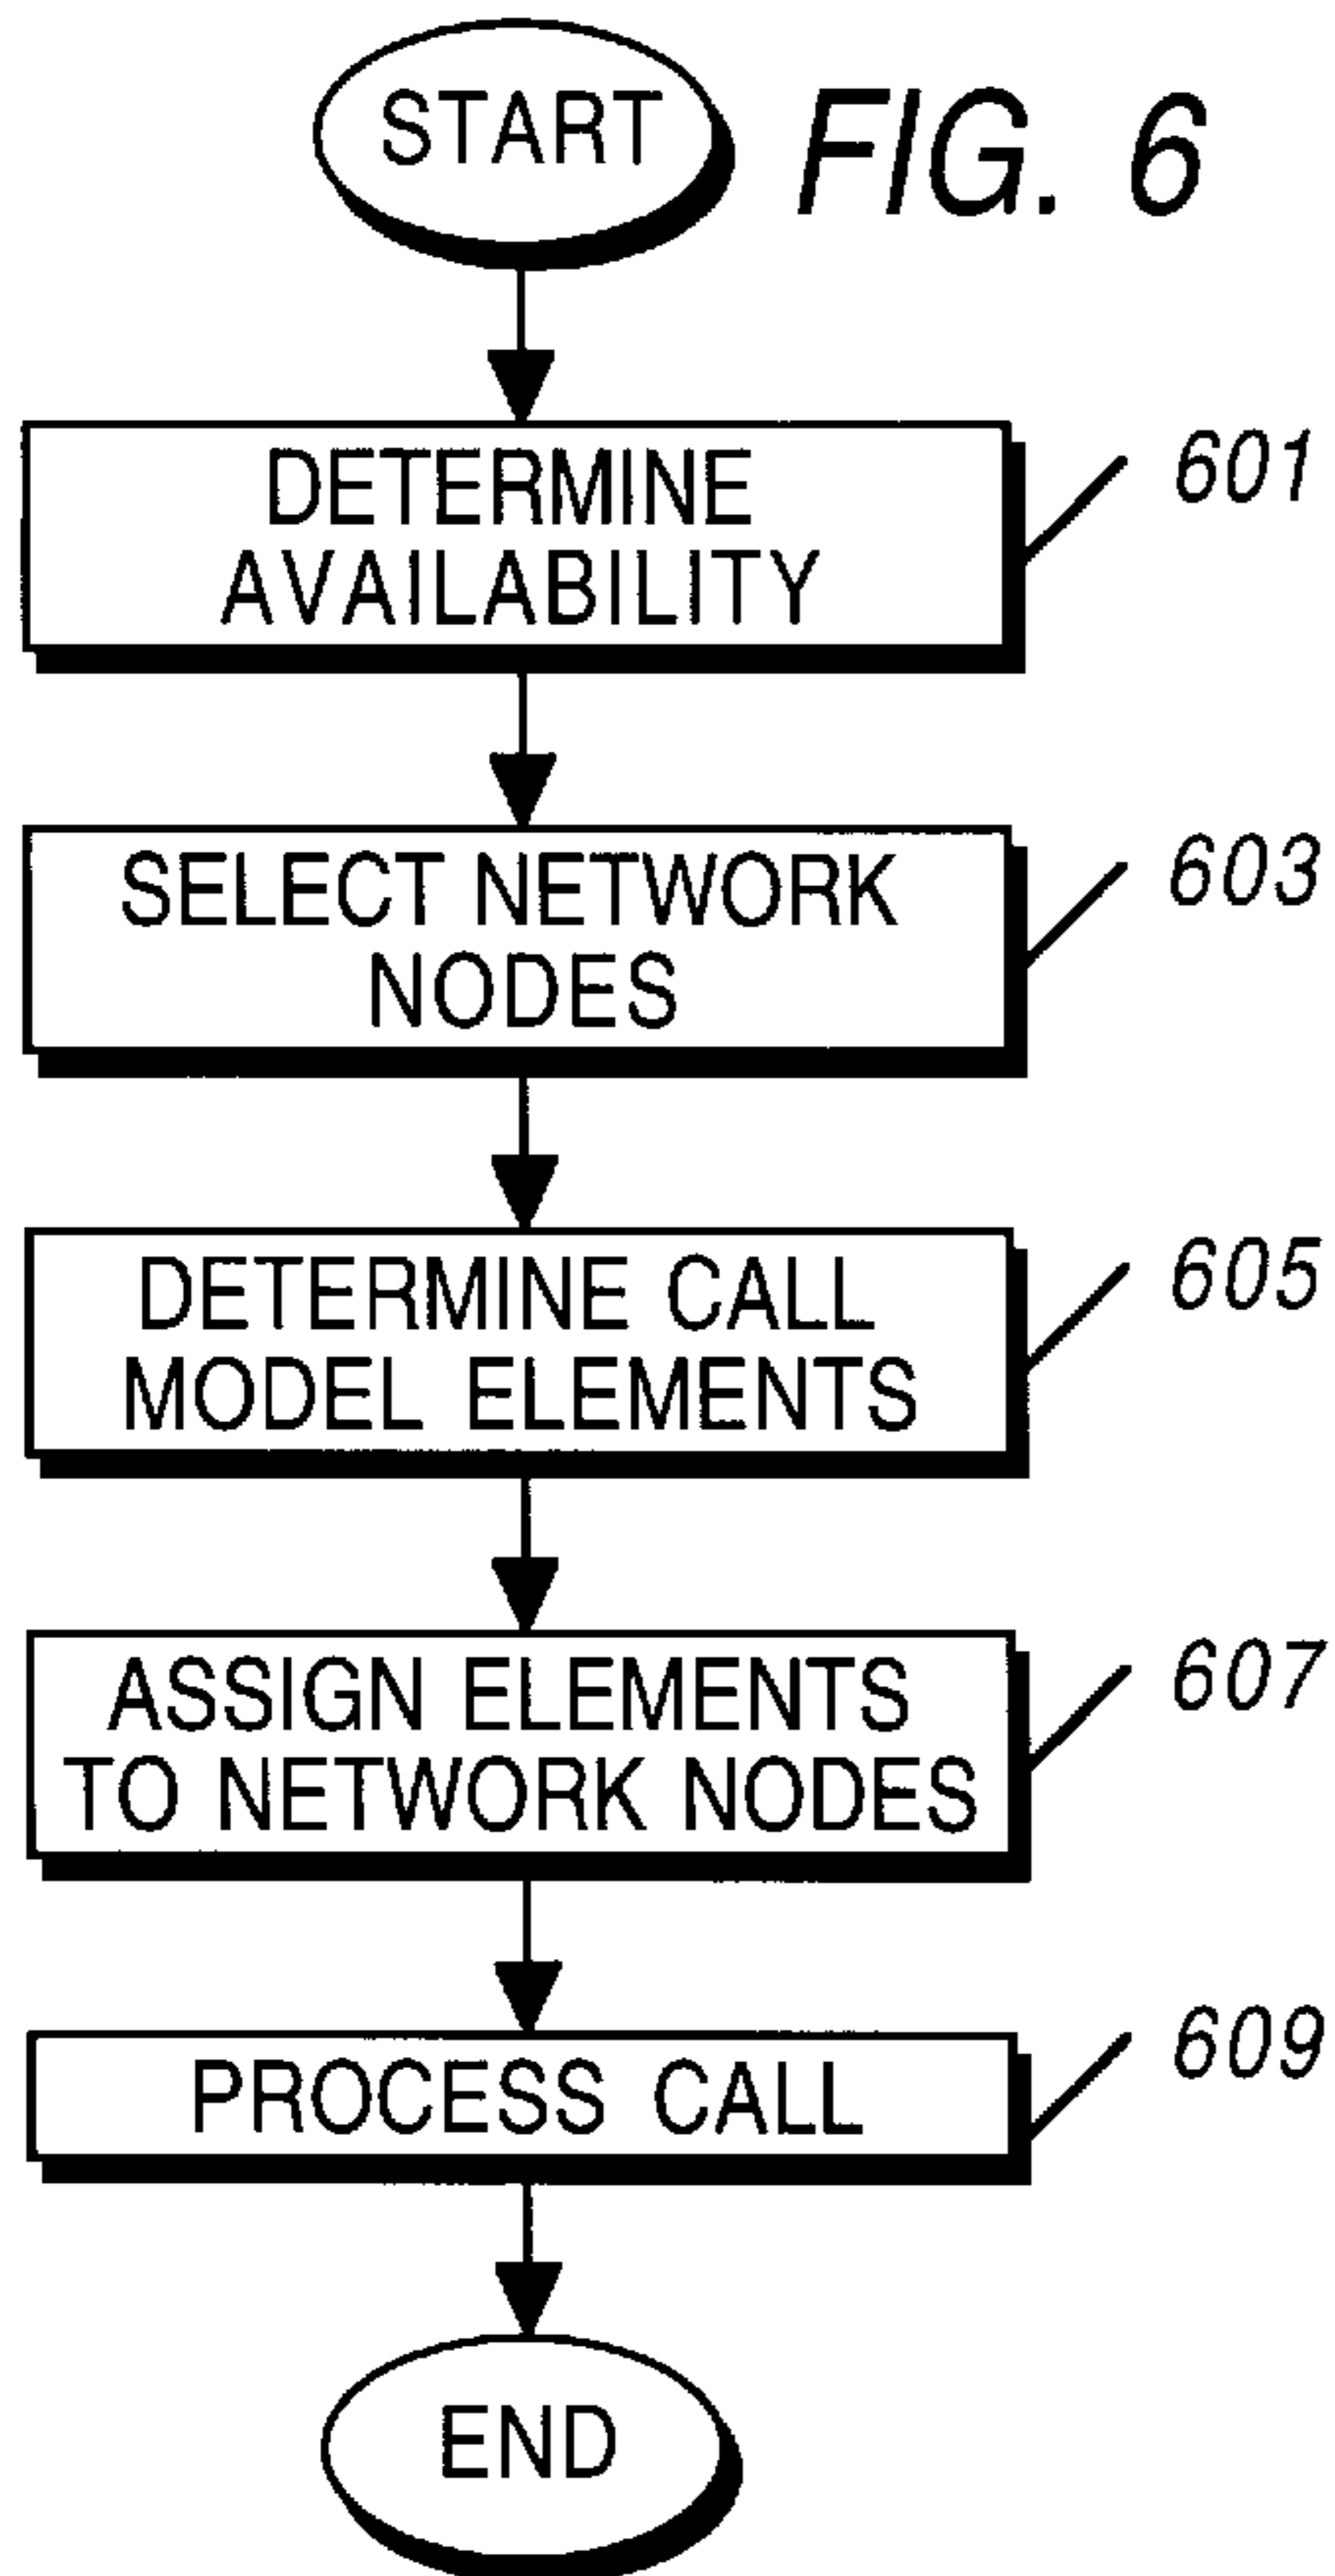 START
FIG. 6
DETERMINE
AVAILABILITY
601
SELECT NETWORK
NODES
603
DETERMINE CALL
MODEL ELEMENTS
605
ASSIGN ELEMENTS
TO NETWORK NODES
607
PROCESS CALL
609
END